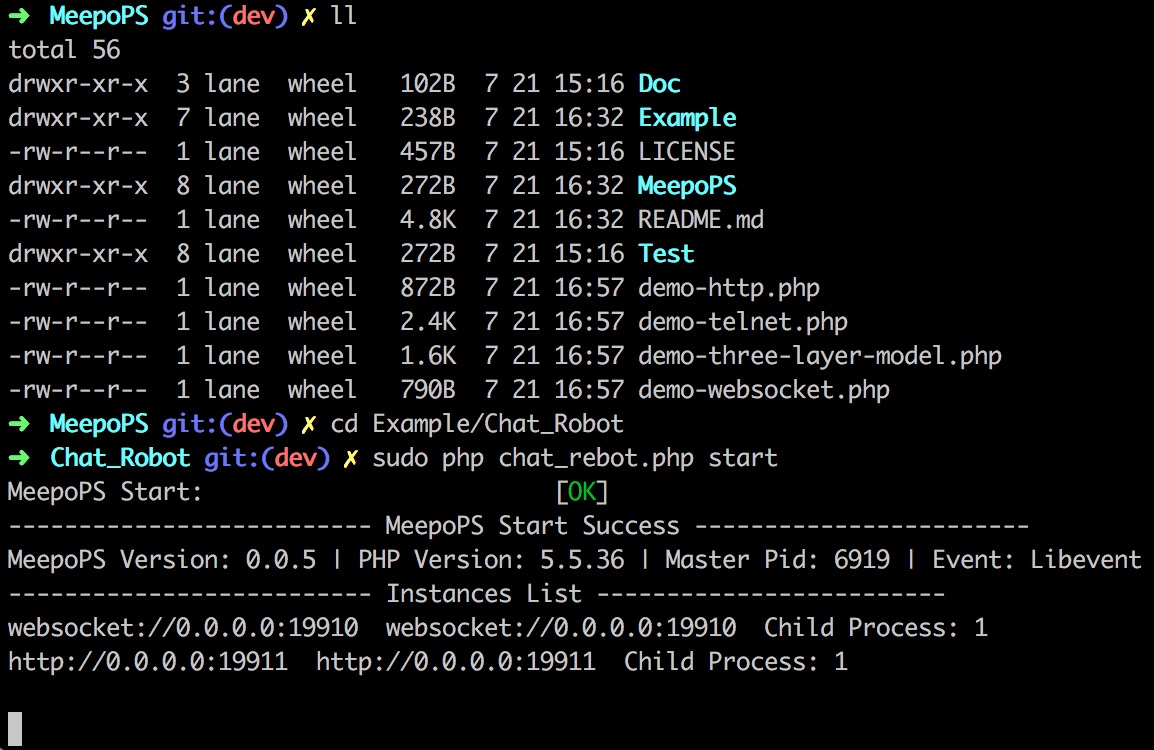 ➜  MeepoPS git:(dev) ✗ ll
total 56
drwxr-xr-x  3 lane  wheel   102B  7 21 15:16 Doc
drwxr-xr-x  7 lane  wheel   238B  7 21 16:32 Example
-rw-r--r--  1 lane  wheel   457B  7 21 15:16 LICENSE
drwxr-xr-x  8 lane  wheel   272B  7 21 16:32 MeepoPS
-rw-r--r--  1 lane  wheel   4.8K  7 21 16:32 README.md
drwxr-xr-x  8 lane  wheel   272B  7 21 15:16 Test
-rw-r--r--  1 lane  wheel   872B  7 21 16:57 demo-http.php
-rw-r--r--  1 lane  wheel   2.4K  7 21 16:57 demo-telnet.php
-rw-r--r--  1 lane  wheel   1.6K  7 21 16:57 demo-three-layer-model.php
-rw-r--r--  1 lane  wheel   790B  7 21 16:57 demo-websocket.php
➜  MeepoPS git:(dev) ✗ cd Example/Chat_Robot
➜  Chat_Robot git:(dev) ✗ sudo php chat_rebot.php start
MeepoPS Start:                         [OK]
-------------------------- MeepoPS Start Success ------------------------
MeepoPS Version: 0.0.5 | PHP Version: 5.5.36 | Master Pid: 6919 | Event: Libevent
-------------------------- Instances List -------------------------
websocket://0.0.0.0:19910  websocket://0.0.0.0:19910  Child Process: 1
http://0.0.0.0:19911  http://0.0.0.0:19911  Child Process: 1